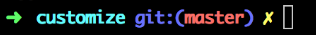 ➜ customize git:(master) ✗